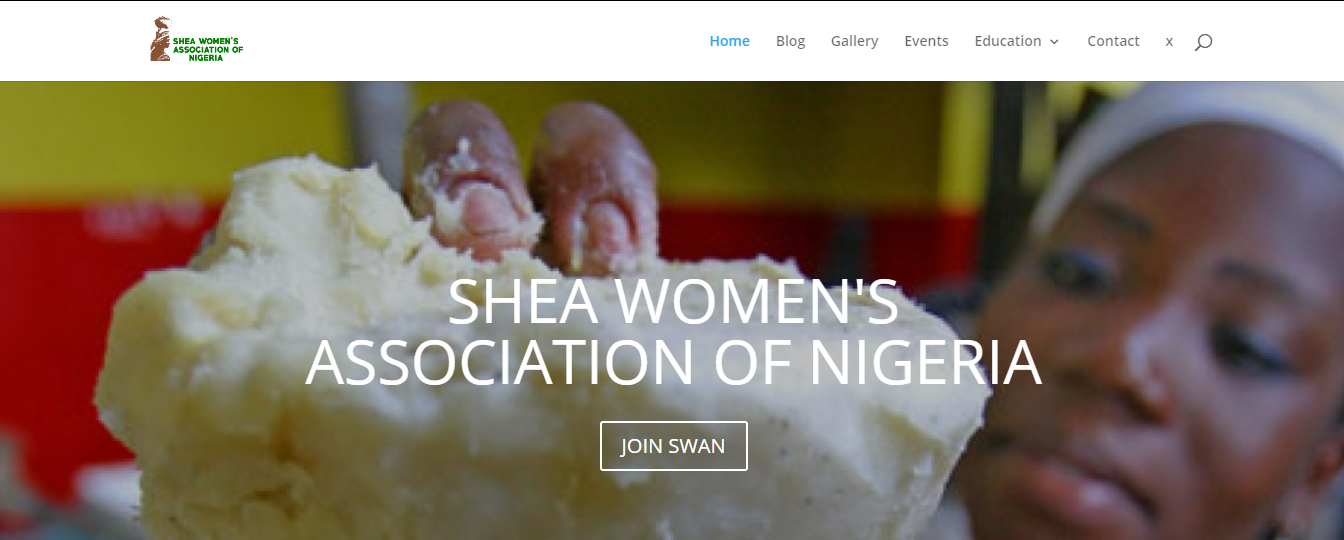 SHEA WOMEN'S
ASSOCIATION OF
NIGERIA
Home Blog Gallery Events Education Contact x
SHEA WOMEN'S
ASSOCIATION OF NIGERIA
JOIN SWAN